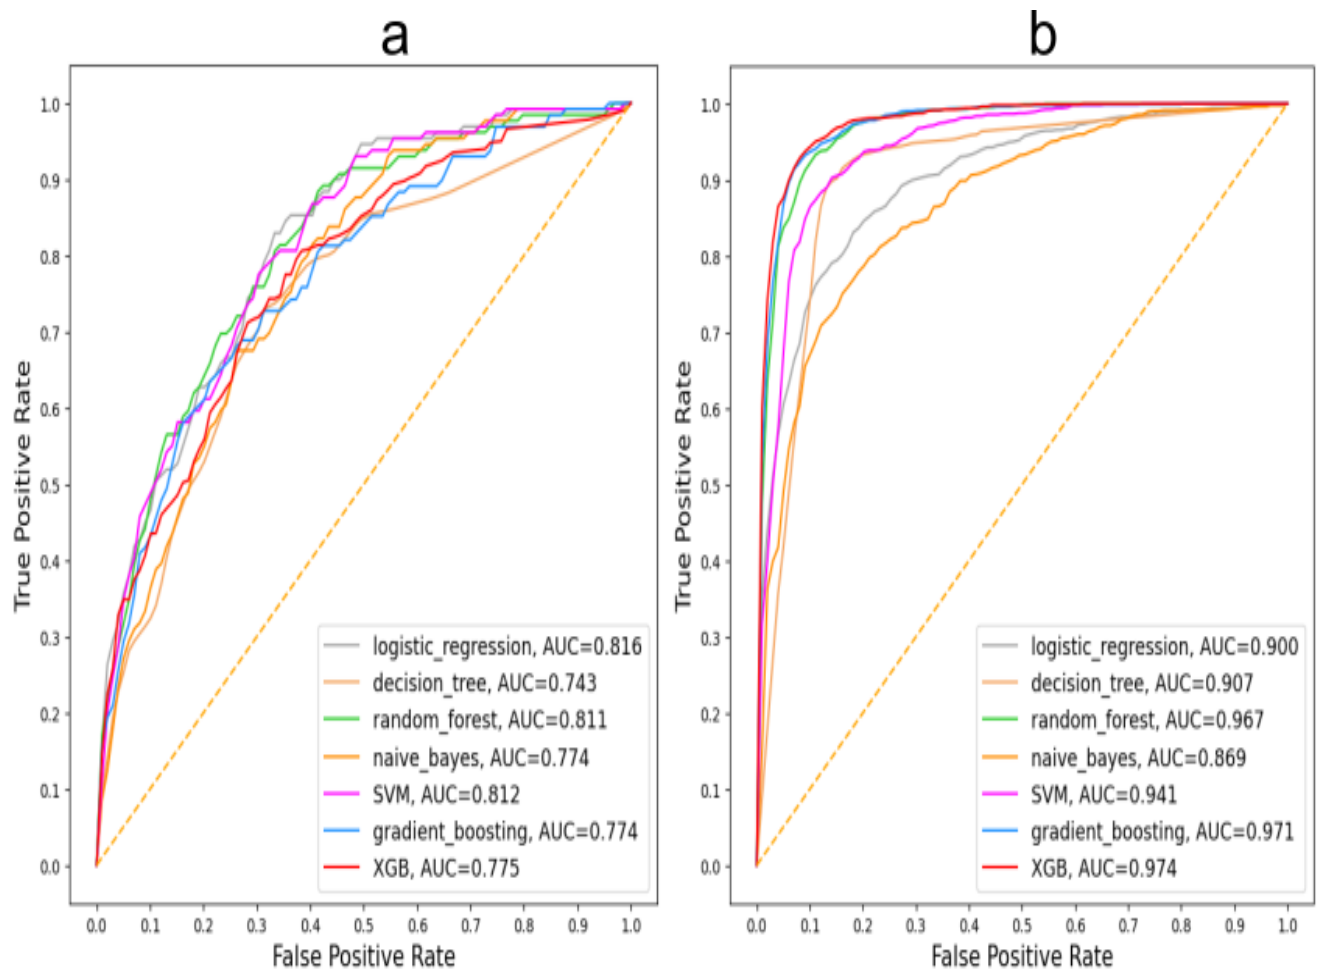 a
True Positive Rate
1.0
0.9
0.8
0.7
0.6
0.5
0.4
0.3
0.2
0.1
0.0
logistic_regression, AUC=0.816
decision_tree, AUC=0.743
random_forest, AUC=0.811
naive_bayes, AUC=0.774
SVM, AUC=0.812
gradient_boosting, AUC=0.774
XGB, AUC=0.775
0.0 0.1 0.2 0.3 0.4 0.5 0.6 0.7 0.8 0.9 1.0
False Positive Rate
b
True Positive Rate
1.0
0.9
0.8
0.7
0.6
0.5
0.4
0.3
0.2
0.1
0.0
logistic_regression, AUC=0.900
decision_tree, AUC=0.907
random_forest, AUC=0.967
naive_bayes, AUC=0.869
SVM, AUC=0.941
gradient_boosting, AUC=0.971
XGB, AUC=0.974
0.0 0.1 0.2 0.3 0.4 0.5 0.6 0.7 0.8 0.9 1.0
False Positive Rate